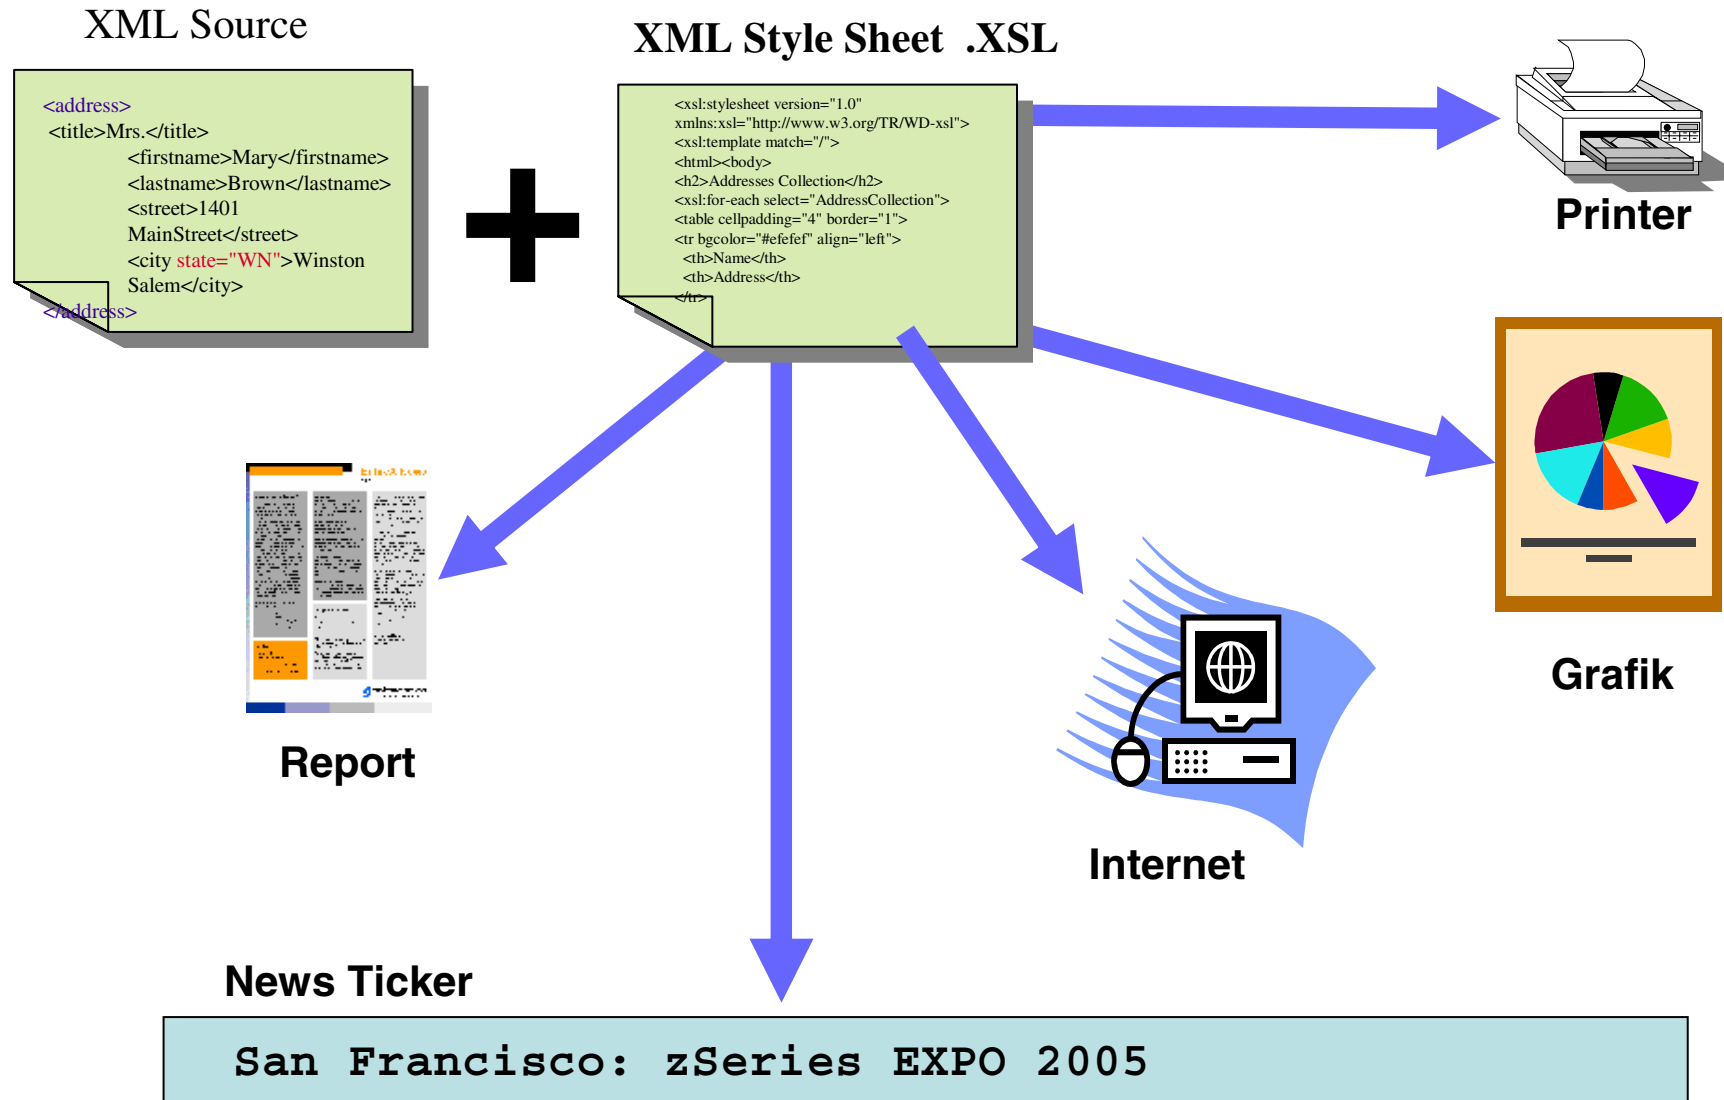 XML Source
XML Style Sheet .XSL
<address>
<title>Mrs.</title>
<firstname>Mary</firstname>
<lastname>Brown</lastname>
<street>1401
MainStreet</street>
<city state="WN">Winston
Salem</city>
</address>
<xsl:stylesheet version="1.0"
xmlns:xsl="http://www.w3.org/TR/WD-xsl">
<xsl:template match="/">
<html><body>
<h2>Addresses Collection</h2>
<xsl:for-each select="AddressCollection">
<table cellpadding="4" border="1">
<tr bgcolor="#efefef" align="left">
<th>Name</th>
<th>Address</th>
</tr>
Printer
Grafik
Report
Internet
News Ticker
San Francisco: zSeries EXPO 2005